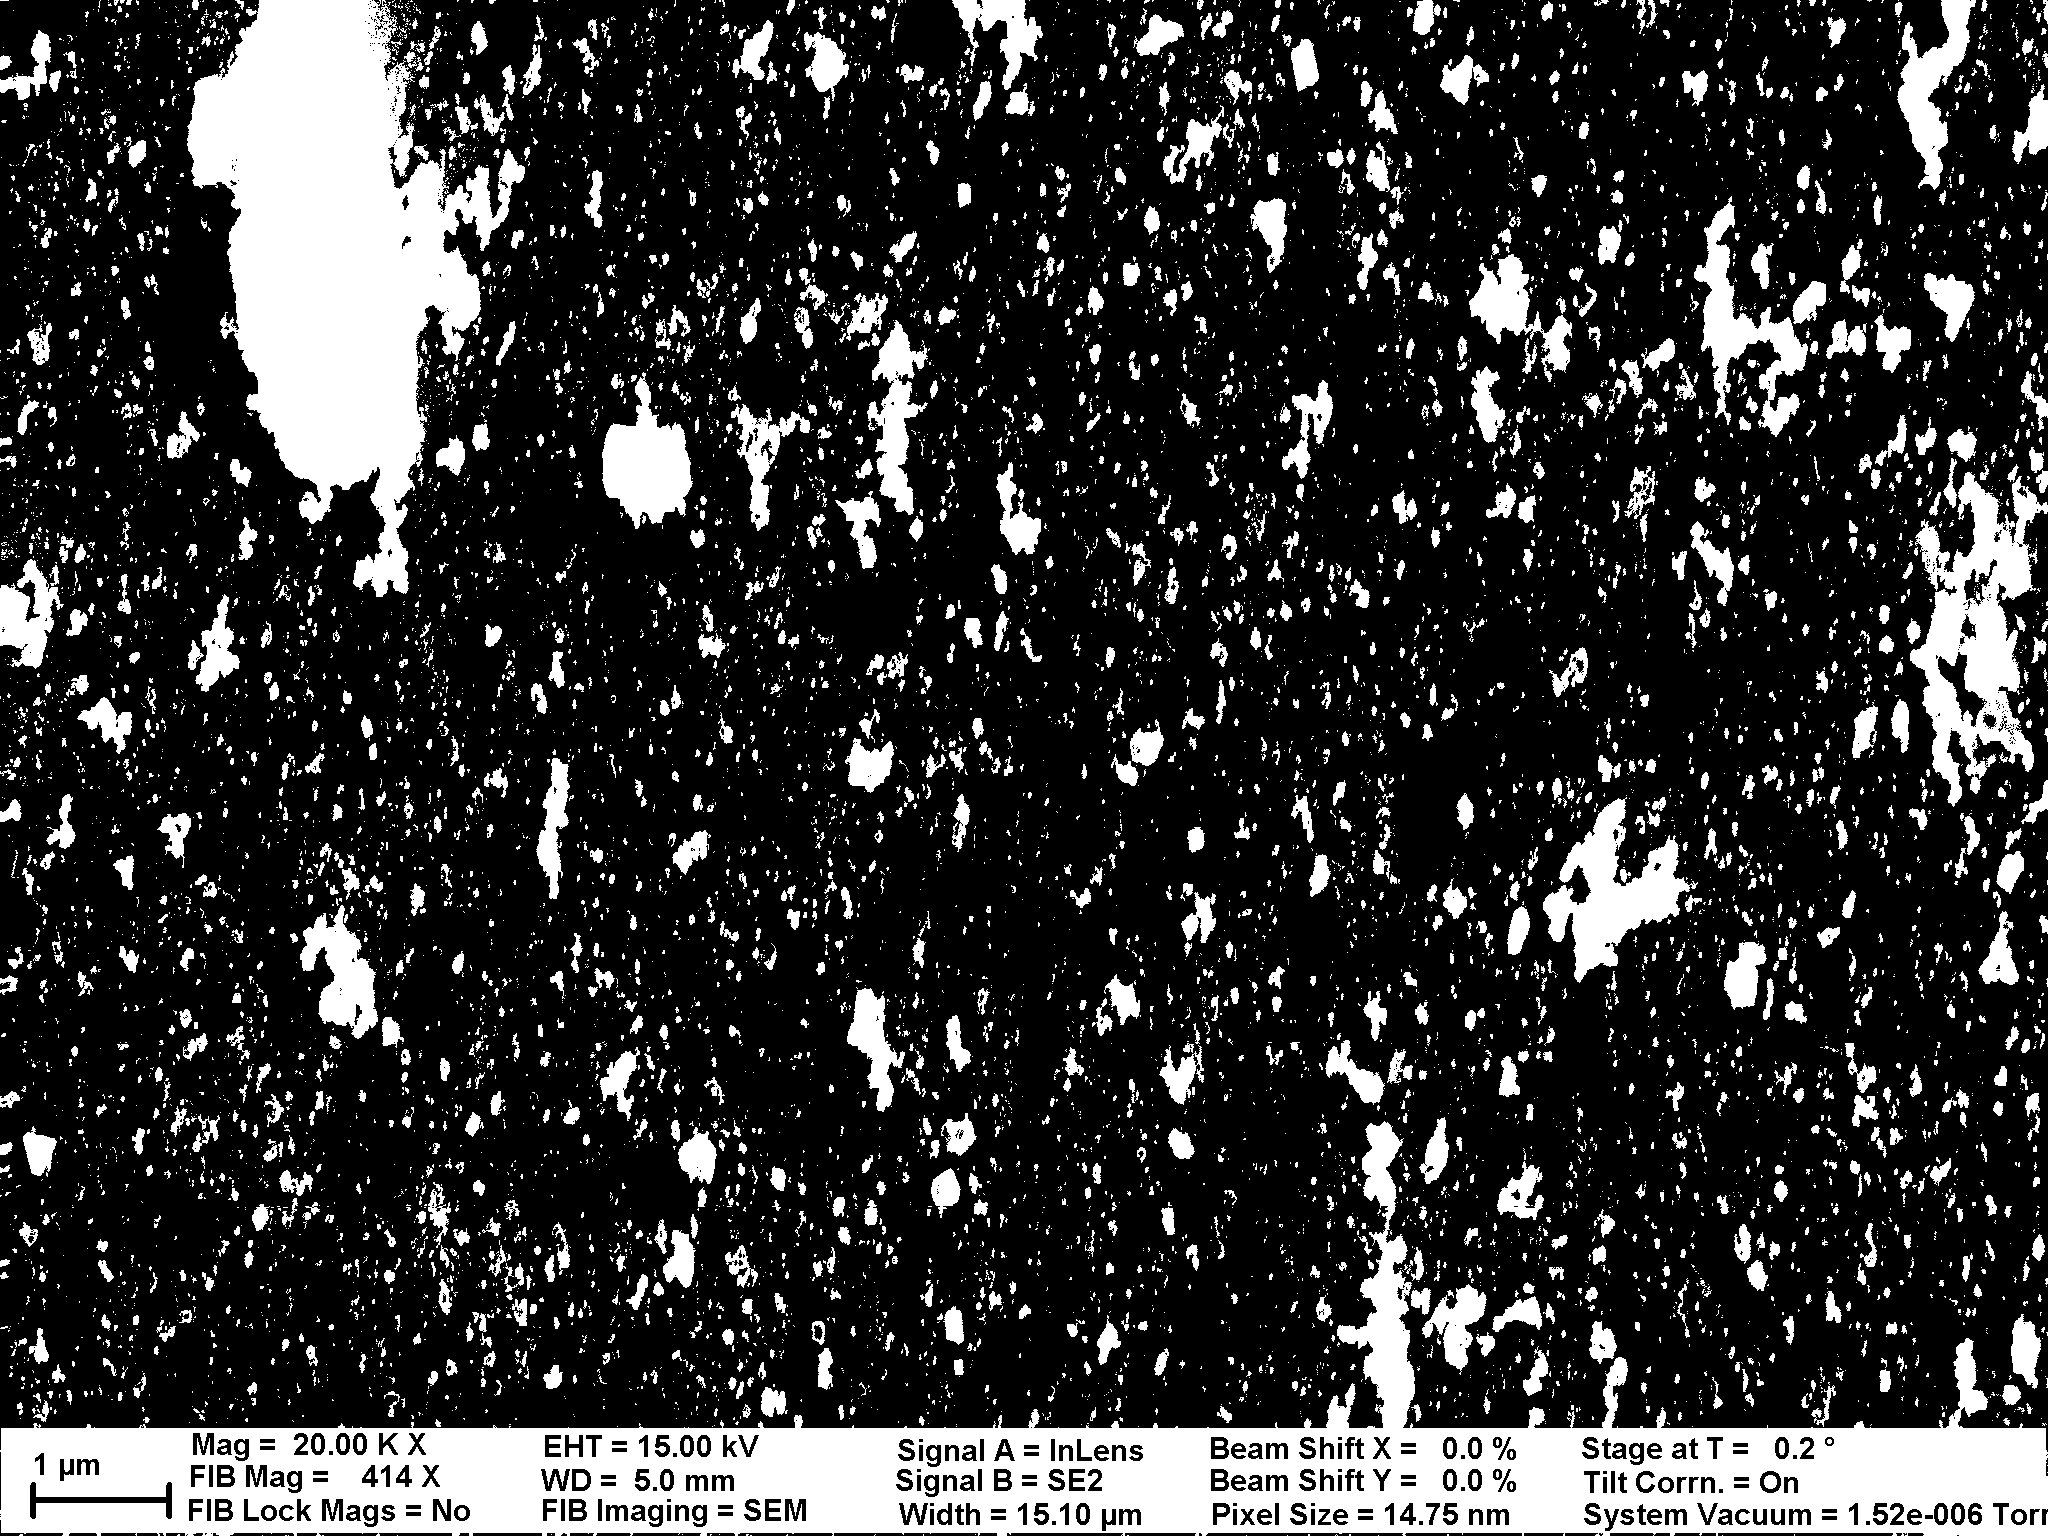 1 µm
Mag = 20.00 K X
FIB Mag = 414 X
FIB Lock Mags = No
EHT = 15.00 kV
WD = 5.0 mm
FIB Imaging = SEM
Signal A = InLens
Signal B = SE2
Width = 15.10 µm
Beam Shift X = 0.0 %
Beam Shift Y = 0.0 %
Pixel Size = 14.75 nm
Stage at T = 0.2 °
Tilt Corrn. = On
System Vacuum = 1.52e-006 Torr